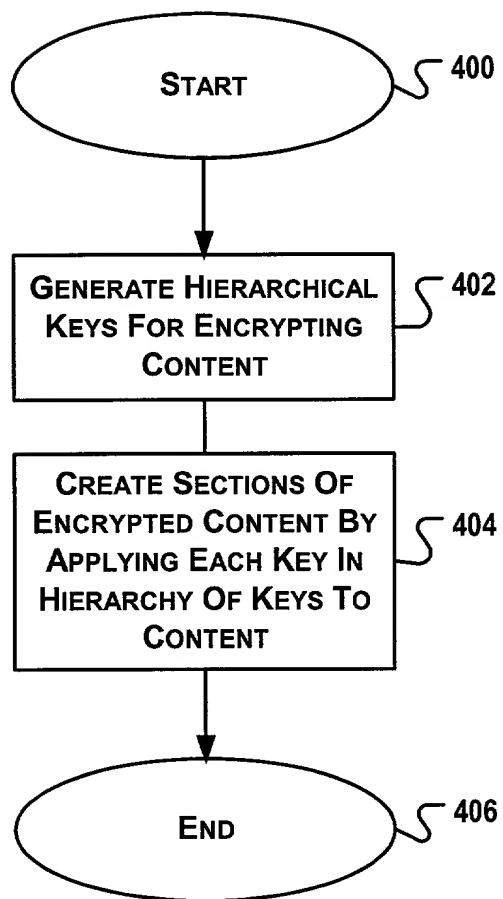 START
400
GENERATE HIERARCHICAL
402
KEYS FOR ENCRYPTING
CONTENT
CREATE SECTIONS OF
ENCRYPTED CONTENT BY
404
APPLYING EACH KEY IN
HIERARCHY OF KEYS TO
CONTENT
END
406